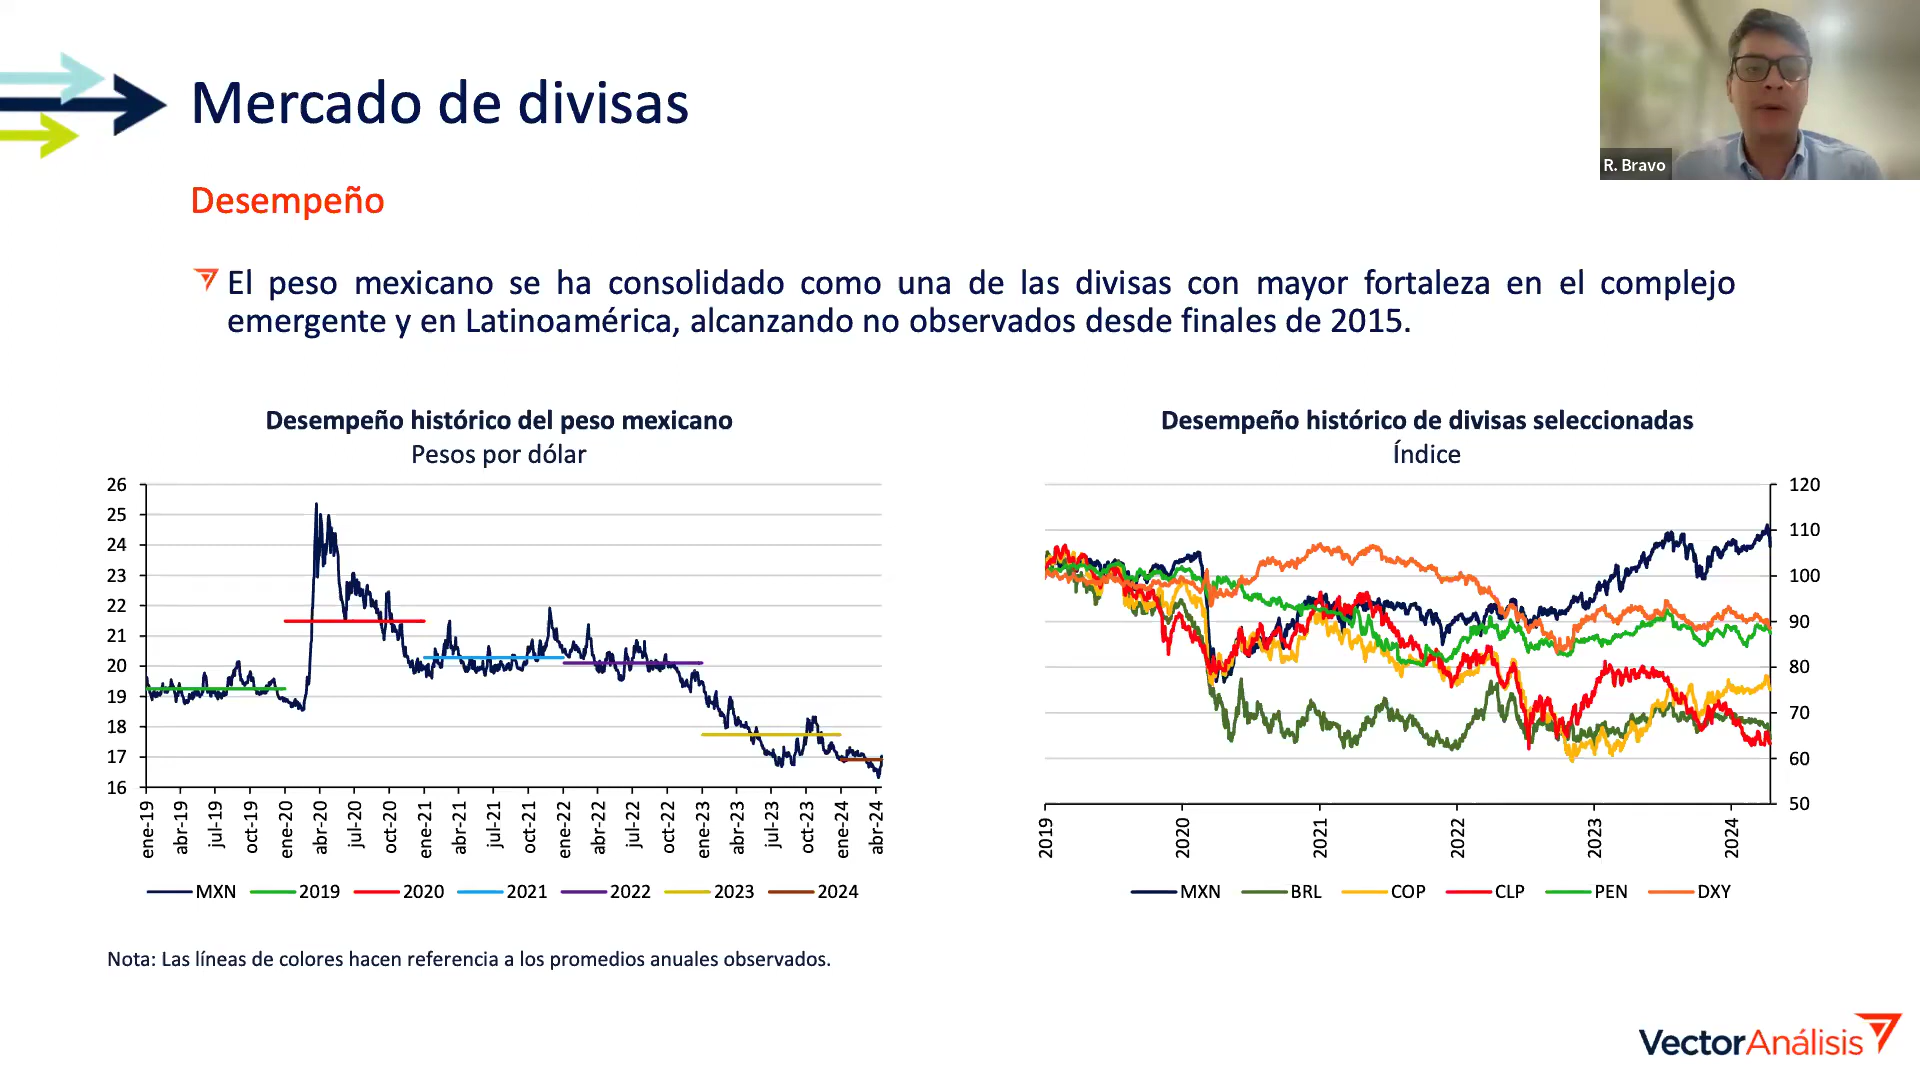 Mercado de divisas
R. Bravo
Desempeño
El peso mexicano se ha consolidado como una de las divisas con mayor fortaleza en el complejo
emergente y en Latinoamérica, alcanzando no observados desde finales de 2015.
Desempeño histórico del peso mexicano
Pesos por dólar
26
25
24
23
22
21
20
19
18
17
16
ene-19 abr-19 jul-19 oct-19 ene-20 abr-20 jul-20 oct-20 ene-21 abr-21 jul-21 oct-21 ene-22 abr-22 jul-22 oct-22 ene-23 abr-23 jul-23 oct-23 ene-24 abr-24
MXN 2019 2020 2021 2022 2023 2024
Desempeño histórico de divisas seleccionadas
Índice
120
110
100
90
80
70
60
50
2019 2020 2021 2022 2023 2024
MXN BRL COP CLP PEN DXY
Nota: Las líneas de colores hacen referencia a los promedios anuales observados.
VectorAnálisis